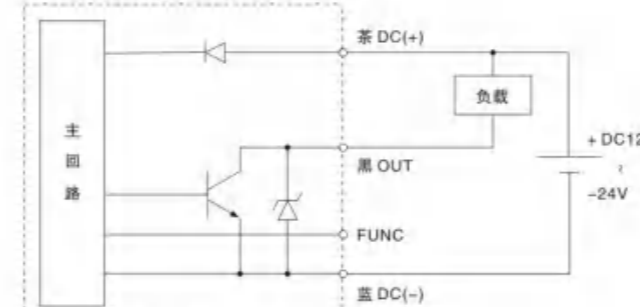 茶 DC(+)
负载
主
回
路
+ DC12
~
-24V
黑 OUT
FUNC
蓝 DC(-)